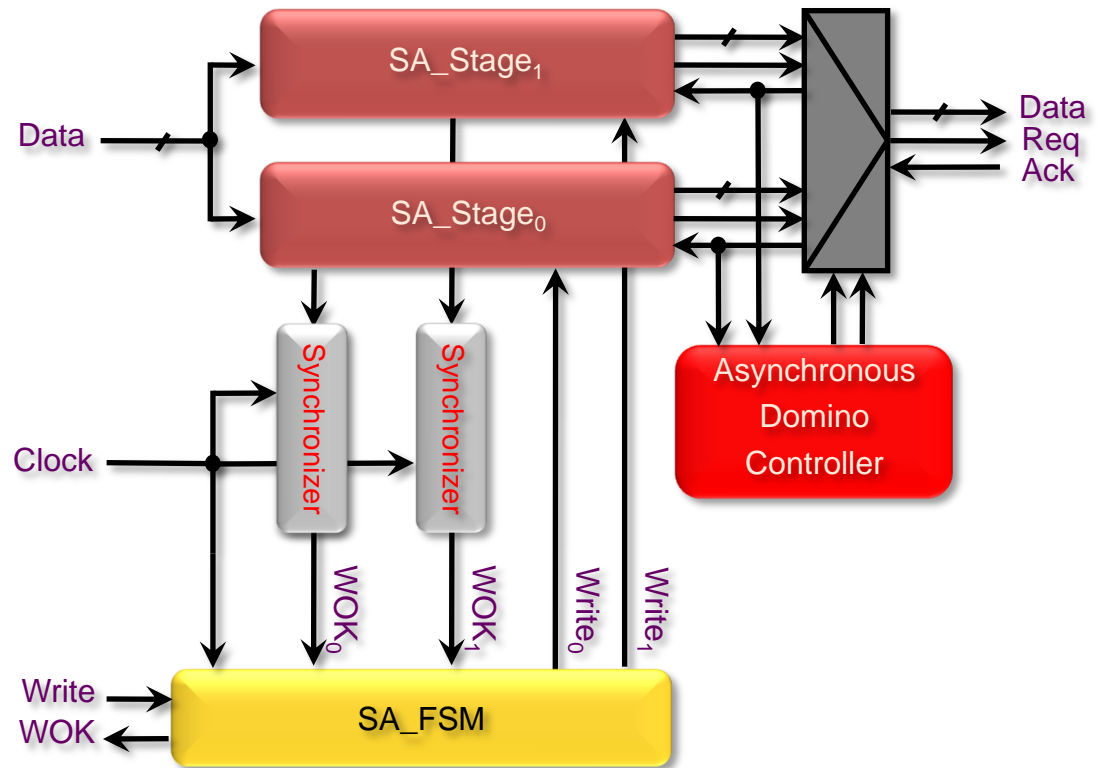 SA_Stage₁
Data
SA_Stage₀
Data
Req
Ack
Synchronizer
Synchronizer
Asynchronous
Domino
Controller
Clock
WOK₀
WOK₁
Write₀
Write₁
Write
WOK
SA_FSM